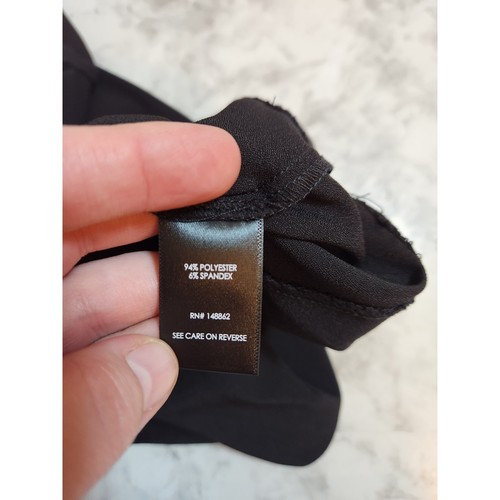 94% POLYESTER
6% SPANDEX
RN# 148862
SEE CARE ON REVERSE